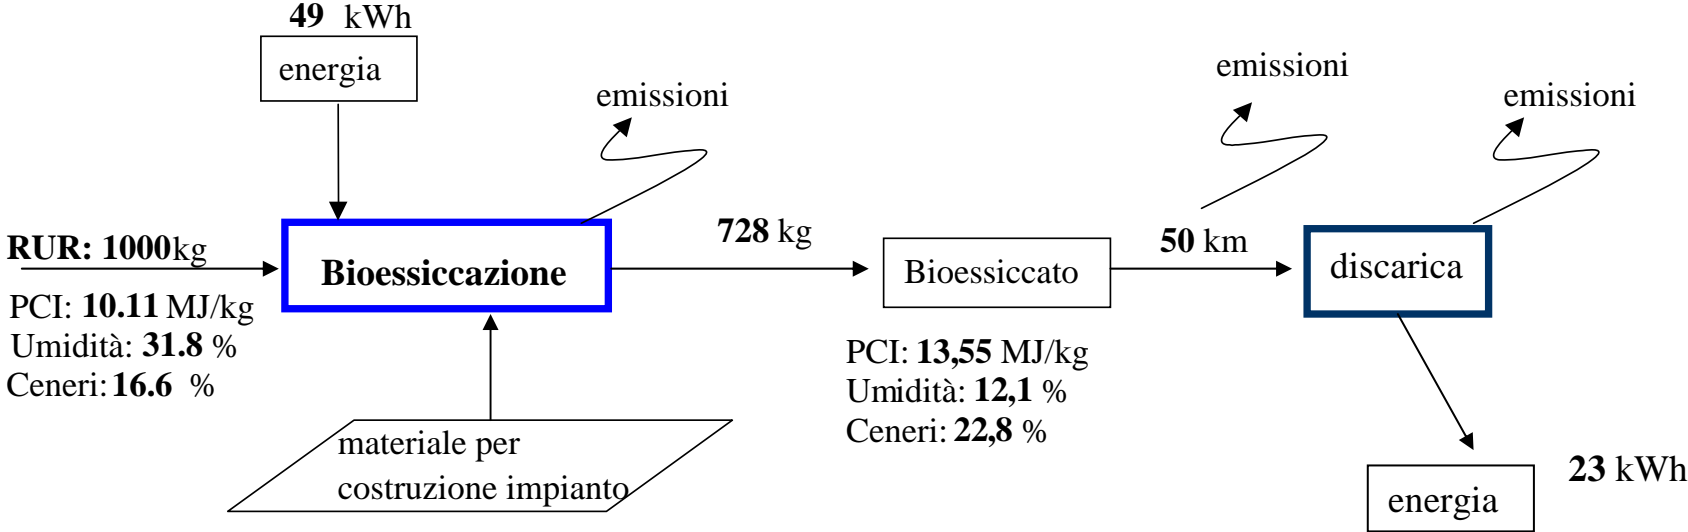 49 kWh
energia
emissioni
emissioni
emissioni
RUR: 1000kg
PCI: 10.11 MJ/kg
Umidità: 31.8 %
Ceneri: 16.6 %
Bioessiccazione
728 kg
Bioessiccato
50 km
discarica
PCI: 13,55 MJ/kg
Umidità: 12,1 %
Ceneri: 22,8 %
materiale per
costruzione impianto
23 kWh
energia